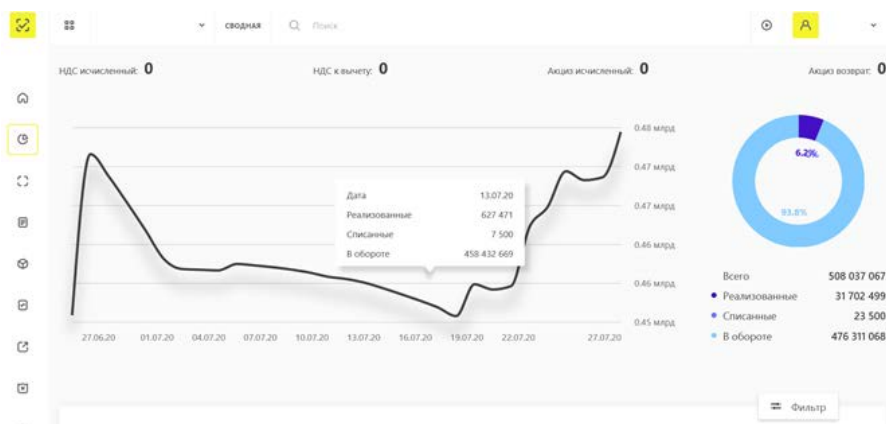 СВОДНАЯ Поиск
НДС исчисленный: 0 НДС к вычету: 0 Акциз исчисленный: 0 Акциз возврат: 0
0.48 млрд
0.47 млрд
0.47 млрд
0.46 млрд
0.46 млрд
0.45 млрд
Дата 13.07.20
Реализованные 627 471
Списанные 7 500
В обороте 458 432 669
27.06.20 01.07.20 04.07.20 07.07.20 10.07.20 13.07.20 16.07.20 19.07.20 22.07.20 27.07.20
6.2%
93.8%
Всего 508 037 067
Реализованные 31 702 499
Списанные 23 500
В обороте 476 311 068
Фильтр